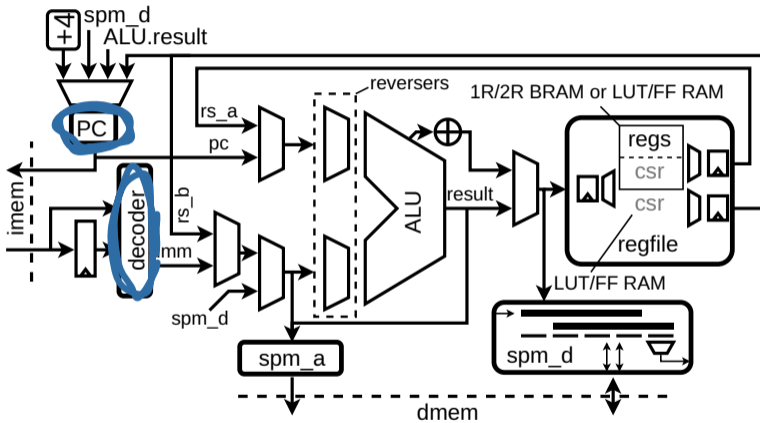 +4
spm_d
ALU.result
PC
imem
decoder
rs_a
pc
rs_b
mm
spm_d
reversers
ALU
result
1R/2R BRAM or LUT/FF RAM
regs
csr
csr
regfile
LUT/FF RAM
spm_a
spm_d
dmem